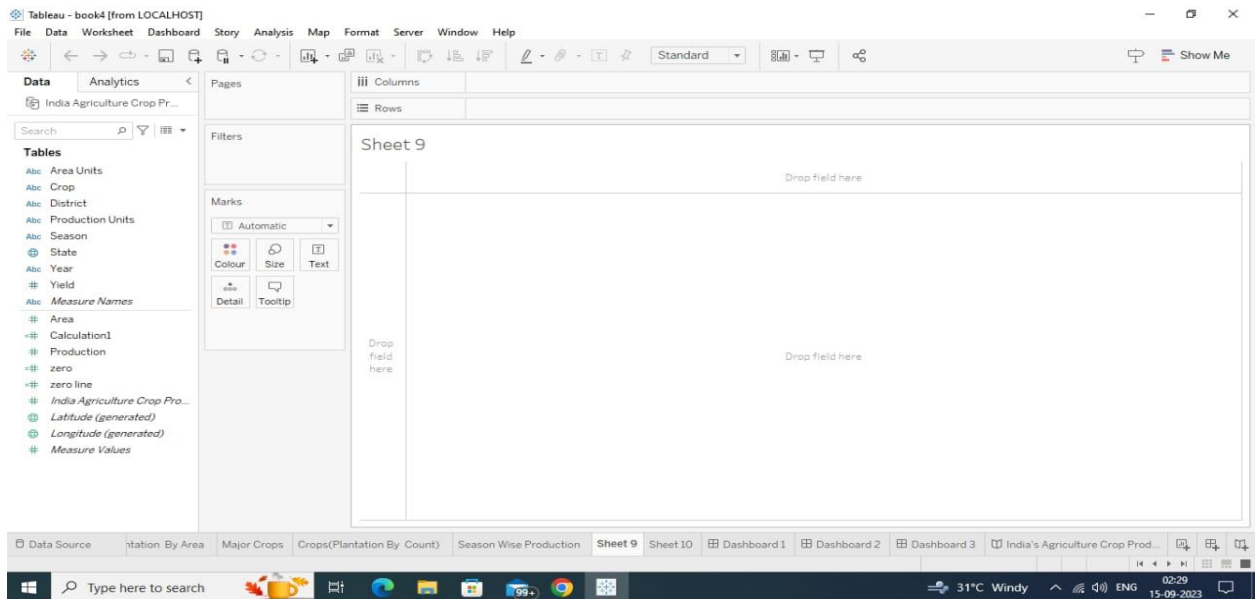 Tableau - book4 [from LOCALHOST]
File Data Worksheet Dashboard Story Analysis Map Format Server Window Help
Standard
Show Me
Data Analytics
India Agriculture Crop Pr...
Search
Tables
Abc Area Units
Abc Crop
Abc District
Abc Production Units
Abc Season
State
Abc Year
# Yield
Abc Measure Names
# Area
=# Calculation1
# Production
=# zero
=# zero line
# India Agriculture Crop Pro...
Latitude (generated)
Longitude (generated)
# Measure Values
Pages
Filters
Marks
Automatic
Colour Size Text
Detail Tooltip
Columns
Rows
Sheet 9
Drop field here
Drop
field
here
Drop field here
Data Source ntation By Area Major Crops Crops(Plantation By Count) Season Wise Production Sheet 9 Sheet 10 Dashboard 1 Dashboard 2 Dashboard 3 India's Agriculture Crop Prod...
Type here to search
99+
31°C Windy
ENG
02:29
15-09-2023